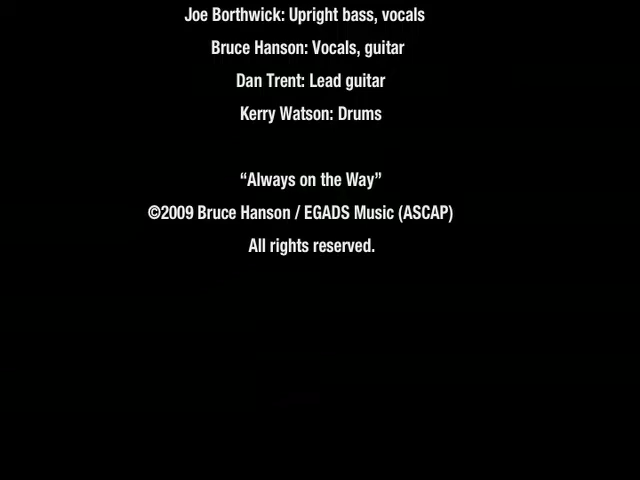 Joe Borthwick: Upright bass, vocals
Bruce Hanson: Vocals, guitar
Dan Trent: Lead guitar
Kerry Watson: Drums
“Always on the Way”
©2009 Bruce Hanson / EGADS Music (ASCAP)
All rights reserved.